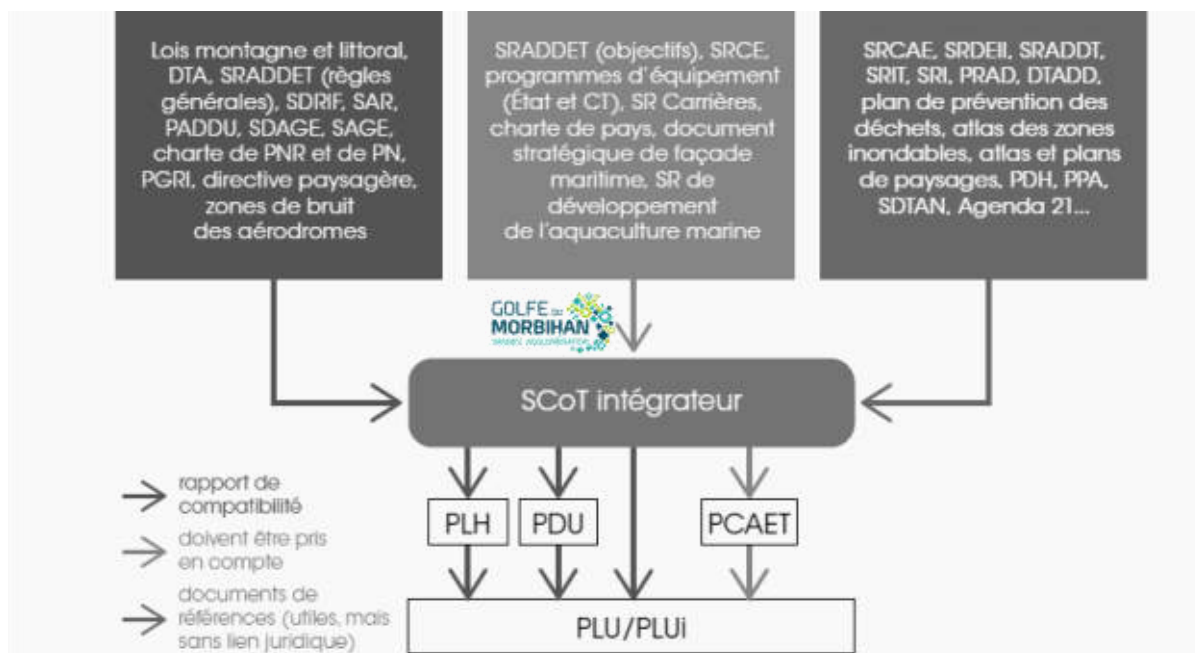 Lois montagne et littoral,
DTA, SRADDET (règles
générales), SDRIF, SAR,
PADDU, SDAGE, SAGE,
charte de PNR et de PN,
PGRI, directive paysagère,
zones de bruit
des aérodromes
SRADDET (objectifs), SRCE,
programmes d'équipement
(État et CT), SR Carrières,
charte de pays, document
stratégique de façade
maritime, SR de
développement
de l'aquaculture marine
SRCAE, SRDEII, SRADDT,
SRIT, SRI, PRAD, DTADD,
plan de prévention des
déchets, atlas des zones
inondables, atlas et plans
de paysages, PDH, PPA,
SDTAN, Agenda 21...
GOLFE DU
MORBIHAN
VANNES AGGLOMÉRATION
SCoT intégrateur
PLH
PDU
PCAET
PLU/PLUi
rapport de
compatibilité
doivent être pris
en compte
documents de
références (utiles, mais
sans lien juridique)